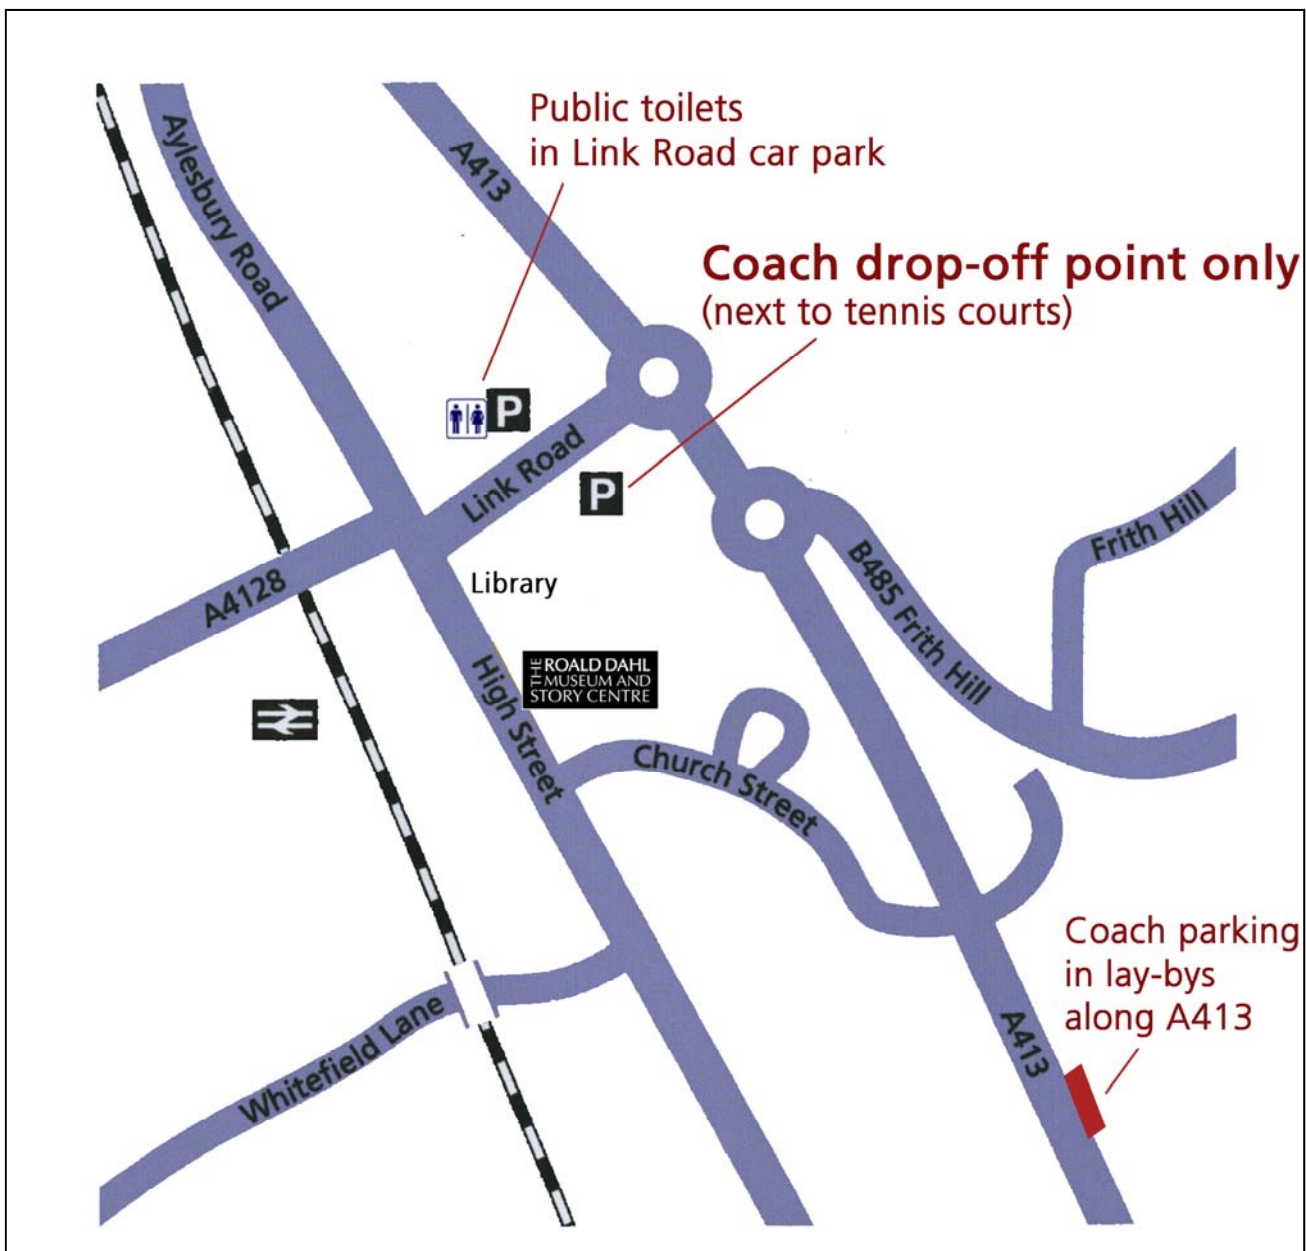 Public toilets
in Link Road car park
Aylesbury Road
A413
Coach drop-off point only
(next to tennis courts)
P
Link Road
P
Frith Hill
B485 Frith Hill
A4128
Library
THE ROALD DAHL
MUSEUM AND
STORY CENTRE
High Street
Church Street
Coach parking
in lay-bys
along A413
A413
Whitefield Lane